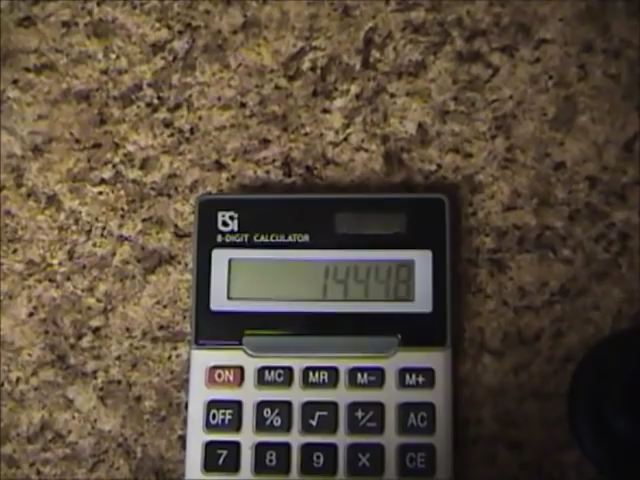 ESi
8-DIGIT CALCULATOR
14448
ON MC MR M- M+
OFF % √ +/- AC
7 8 9 X CE